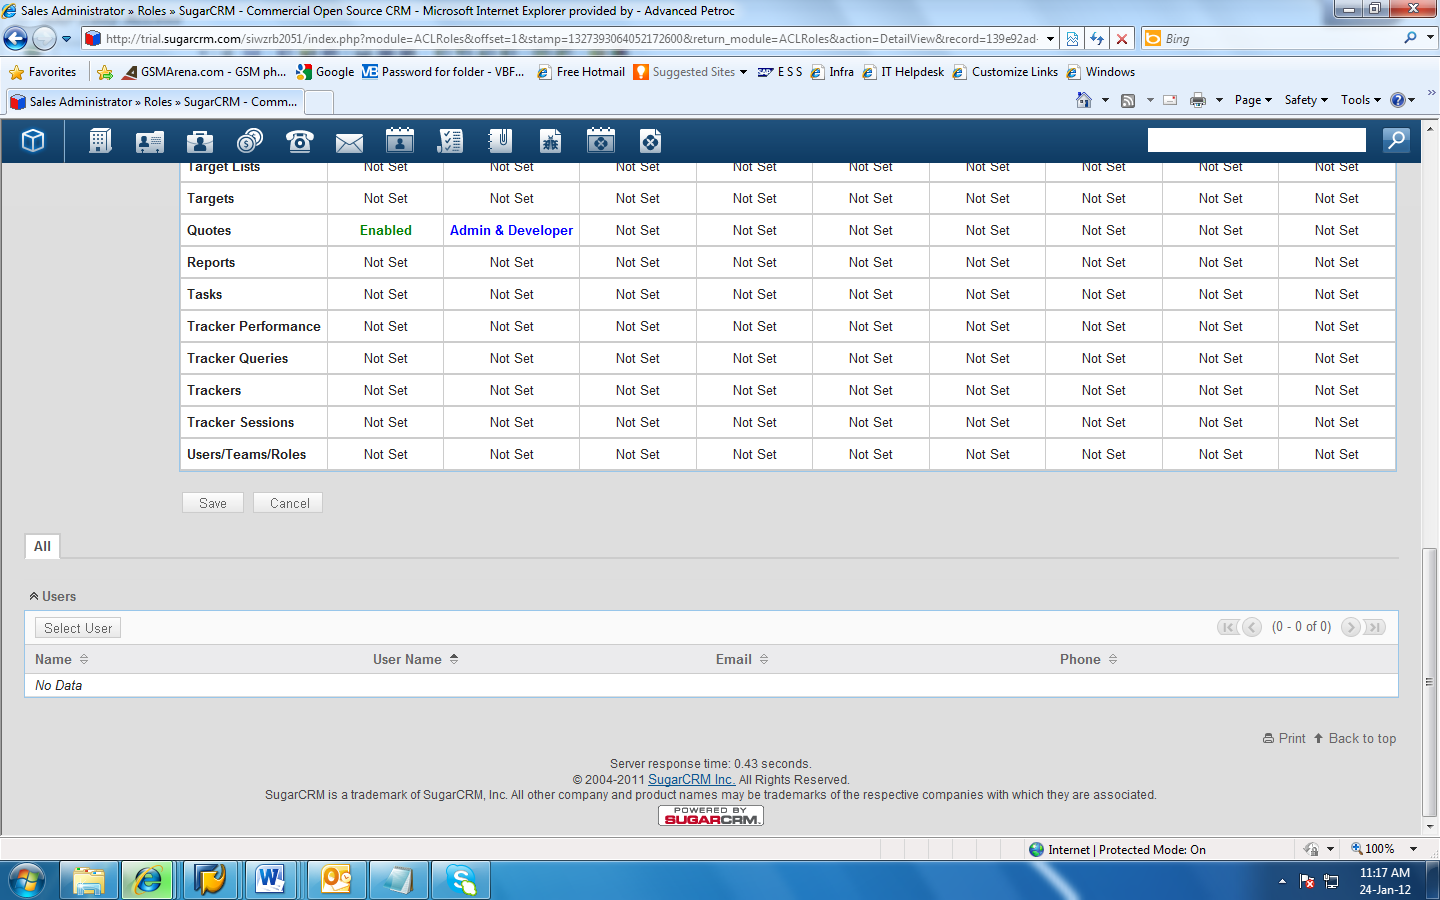 Sales Administrator » Roles » SugarCRM - Commercial Open Source CRM - Microsoft Internet Explorer provided by - Advanced Petroc
http://trial.sugarcrm.com/siwzrb2051/index.php?module=ACLRoles&offset=1&stamp=1327393064052172600&return_module=ACLRoles&action=DetailView&record=139e92ad- Bing
Favorites GSMArena.com - GSM ph... Google VB Password for folder - VBF... Free Hotmail Suggested Sites SAP E S S Infra IT Helpdesk Customize Links Windows
Sales Administrator » Roles » SugarCRM - Comm... Page Safety Tools
Target Lists Not Set Not Set Not Set Not Set Not Set Not Set Not Set Not Set Not Set
Targets Not Set Not Set Not Set Not Set Not Set Not Set Not Set Not Set Not Set
Quotes Enabled Admin & Developer Not Set Not Set Not Set Not Set Not Set Not Set Not Set
Reports Not Set Not Set Not Set Not Set Not Set Not Set Not Set Not Set Not Set
Tasks Not Set Not Set Not Set Not Set Not Set Not Set Not Set Not Set Not Set
Tracker Performance Not Set Not Set Not Set Not Set Not Set Not Set Not Set Not Set Not Set
Tracker Queries Not Set Not Set Not Set Not Set Not Set Not Set Not Set Not Set Not Set
Trackers Not Set Not Set Not Set Not Set Not Set Not Set Not Set Not Set Not Set
Tracker Sessions Not Set Not Set Not Set Not Set Not Set Not Set Not Set Not Set Not Set
Users/Teams/Roles Not Set Not Set Not Set Not Set Not Set Not Set Not Set Not Set Not Set
Save Cancel
All
Users
Select User (0 - 0 of 0)
Name User Name Email Phone
No Data
Print Back to top
Server response time: 0.43 seconds.
© 2004-2011 SugarCRM Inc. All Rights Reserved.
SugarCRM is a trademark of SugarCRM, Inc. All other company and product names may be trademarks of the respective companies with which they are associated.
POWERED BY
SUGARCRM.
Internet | Protected Mode: On 100%
11:17 AM
24-Jan-12